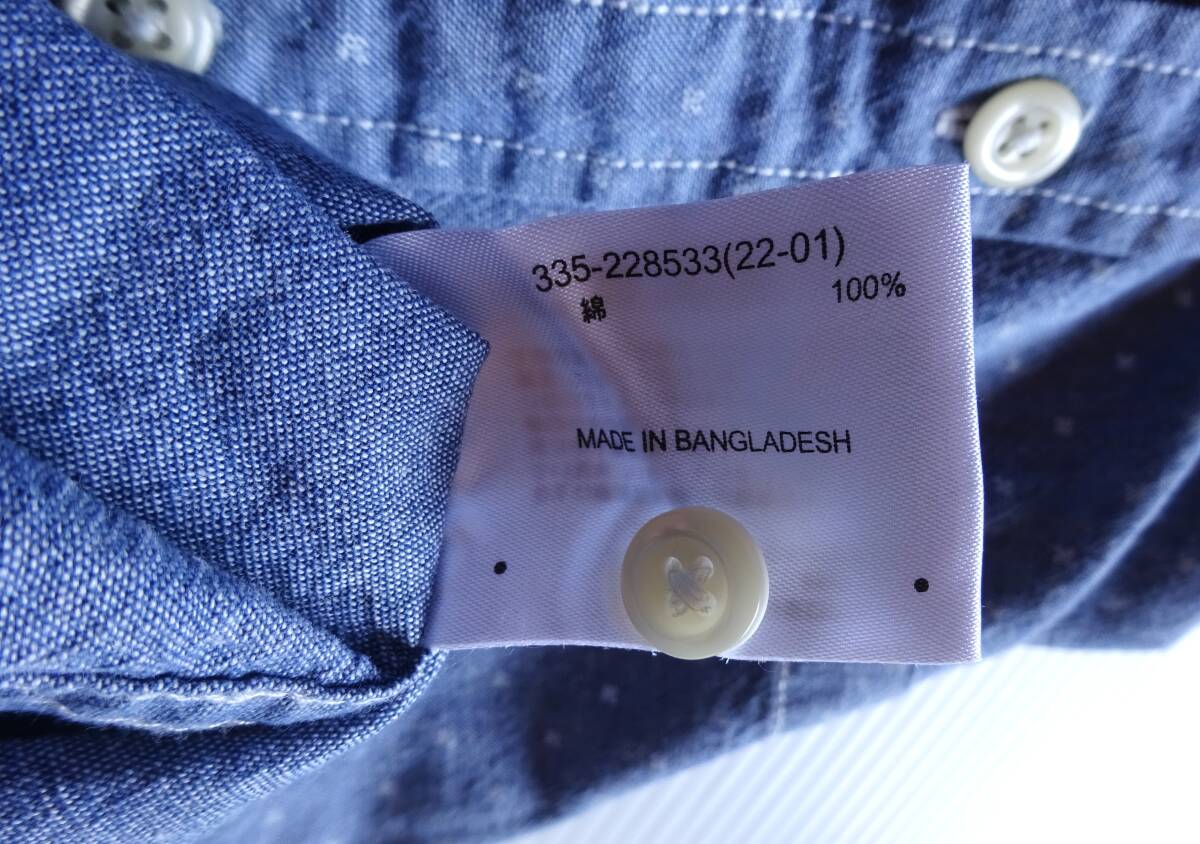 335-228533(22-01)
綿 100%
MADE IN BANGLADESH